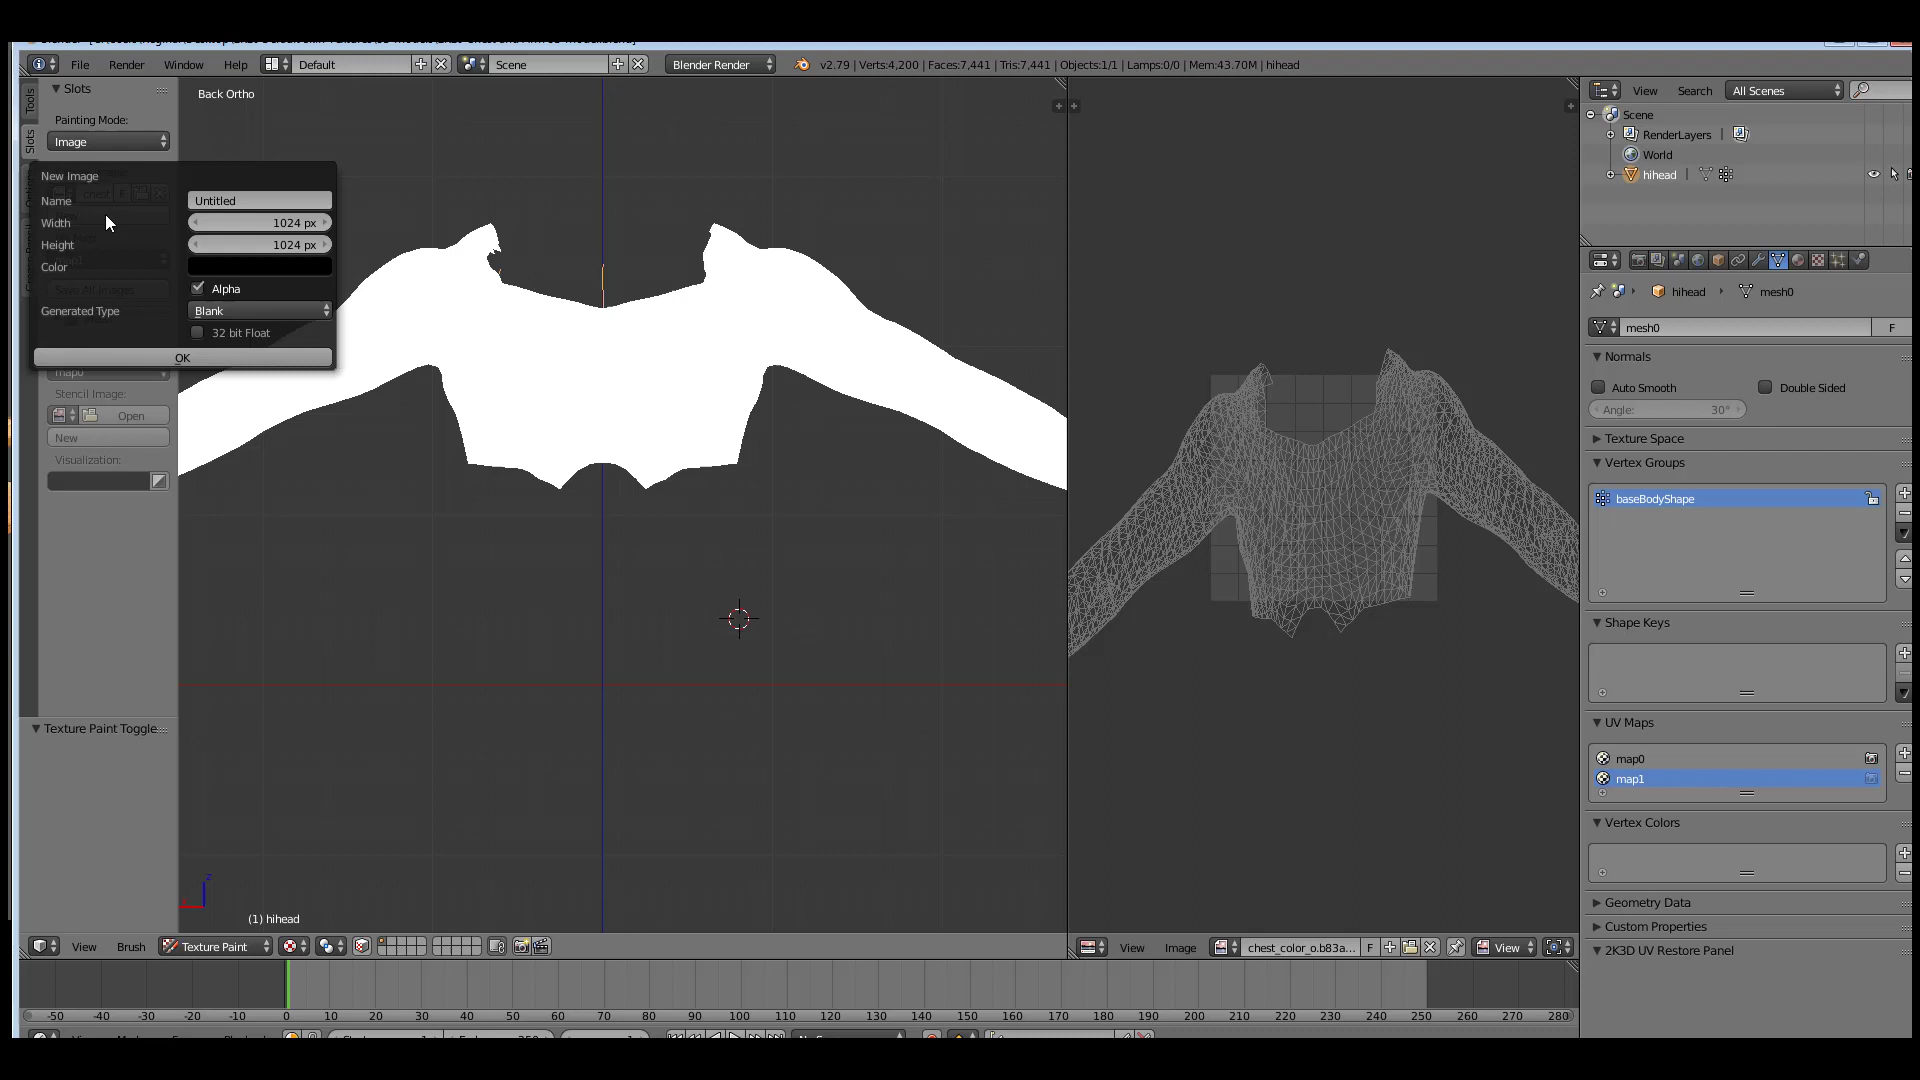 File Render Window Help Default Scene Blender Render v2.79 | Verts:4,200 | Faces:7,441 | Tris:7,441 | Objects:1/1 | Lamps:0/0 | Mem:43.70M | hihead
Tools
Slots
Slots
Painting Mode:
Image
New Image
Name Untitled
Width 1024 px
Height 1024 px
Color
Alpha
Generated Type Blank
32 bit Float
OK
map0
Stencil Image:
Open
New
Visualization:
Texture Paint Toggle
Back Ortho
z
(1) hihead
View Brush Texture Paint
View Image chest_color_o.b83a... F View
-50 -40 -30 -20 -10 0 10 20 30 40 50 60 70 80 90 100 110 120 130 140 150 160 170 180 190 200 210 220 230 240 250 260 270 280
View Search All Scenes
Scene
RenderLayers |
World
hihead |
hihead mesh0
mesh0 F
Normals
Auto Smooth Double Sided
Angle: 30°
Texture Space
Vertex Groups
baseBodyShape
Shape Keys
UV Maps
map0
map1
Vertex Colors
Geometry Data
Custom Properties
2K3D UV Restore Panel